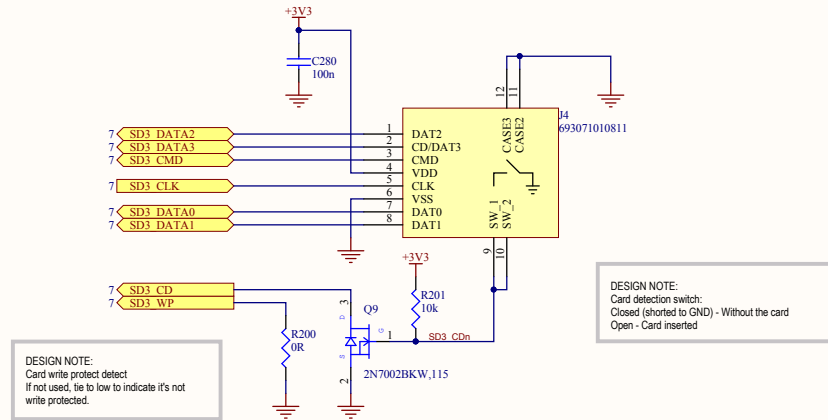 +3V3
C280
100n
12
11
J4
693071010811
CASE3
CASE2
7 SD3_DATA2 1 DAT2
7 SD3_DATA3 2 CD/DAT3
7 SD3_CMD 3 CMD
4 VDD
7 SD3_CLK 5 CLK
6 VSS
7 SD3_DATA0 7 DAT0
7 SD3_DATA1 8 DAT1
SW_1
SW_2
9
10
+3V3
7 SD3_CD
7 SD3_WP
R201
10k
3
Q9
D
G
S
1
SD3_CDn
R200
0R
2
2N7002BKW,115
DESIGN NOTE:
Card detection switch:
Closed (shorted to GND) - Without the card
Open - Card inserted
DESIGN NOTE:
Card write protect detect
If not used, tie to low to indicate it's not
write protected.